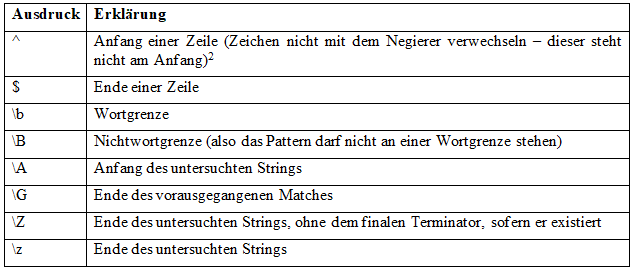 Ausdruck Erklärung
^ Anfang einer Zeile (Zeichen nicht mit dem Negierer verwechseln – dieser steht
nicht am Anfang)2
$ Ende einer Zeile
\b Wortgrenze
\B Nichtwortgrenze (also das Pattern darf nicht an einer Wortgrenze stehen)
\A Anfang des untersuchten Strings
\G Ende des vorausgegangenen Matches
\Z Ende des untersuchten Strings, ohne dem finalen Terminator, sofern er existiert
\z Ende des untersuchten Strings